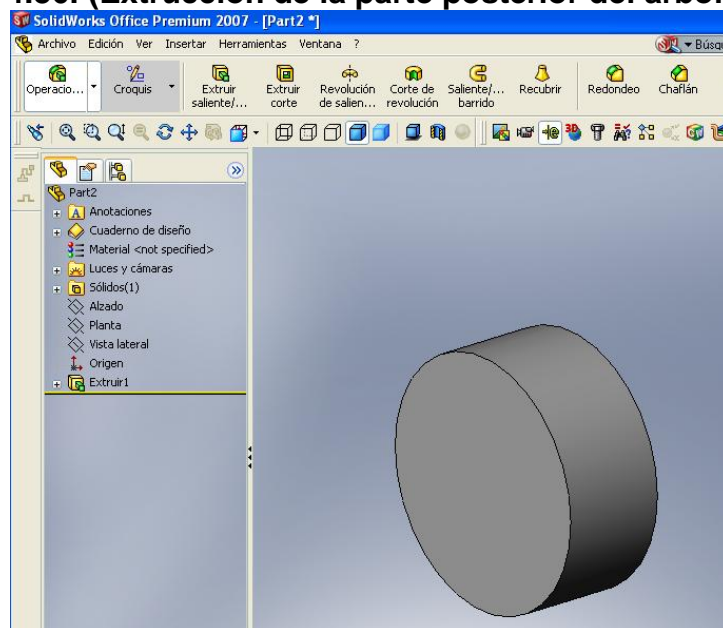 SolidWorks Office Premium 2007 - [Part2 *]
Archivo Edición Ver Insertar Herramientas Ventana ?
Operacio... Croquis Extruir saliente/... Extruir corte Revolución de salien... Corte de revolución Saliente/... barrido Recubrir Redondeo Chaflán
3D
Part2
A Anotaciones
Cuaderno de diseño
Material <not specified>
Luces y cámaras
Sólidos(1)
Alzado
Planta
Vista lateral
Origen
Extruir1